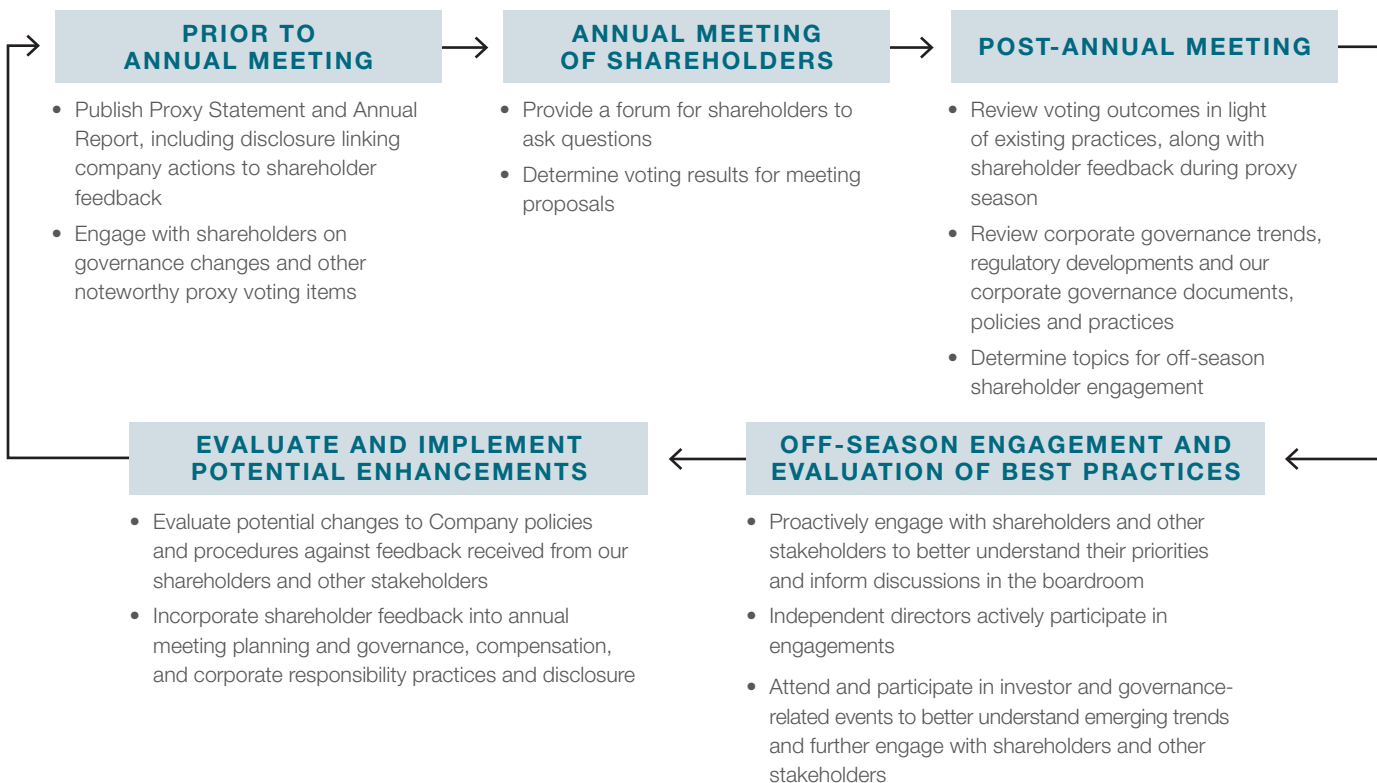 PRIOR TO
ANNUAL MEETING
• Publish Proxy Statement and Annual
Report, including disclosure linking
company actions to shareholder
feedback
• Engage with shareholders on
governance changes and other
noteworthy proxy voting items
ANNUAL MEETING
OF SHAREHOLDERS
• Provide a forum for shareholders to
ask questions
• Determine voting results for meeting
proposals
POST-ANNUAL MEETING
• Review voting outcomes in light
of existing practices, along with
shareholder feedback during proxy
season
• Review corporate governance trends,
regulatory developments and our
corporate governance documents,
policies and practices
• Determine topics for off-season
shareholder engagement
OFF-SEASON ENGAGEMENT AND
EVALUATION OF BEST PRACTICES
• Proactively engage with shareholders and other
stakeholders to better understand their priorities
and inform discussions in the boardroom
• Independent directors actively participate in
engagements
• Attend and participate in investor and governance-
related events to better understand emerging trends
and further engage with shareholders and other
stakeholders
EVALUATE AND IMPLEMENT
POTENTIAL ENHANCEMENTS
• Evaluate potential changes to Company policies
and procedures against feedback received from our
shareholders and other stakeholders
• Incorporate shareholder feedback into annual
meeting planning and governance, compensation,
and corporate responsibility practices and disclosure